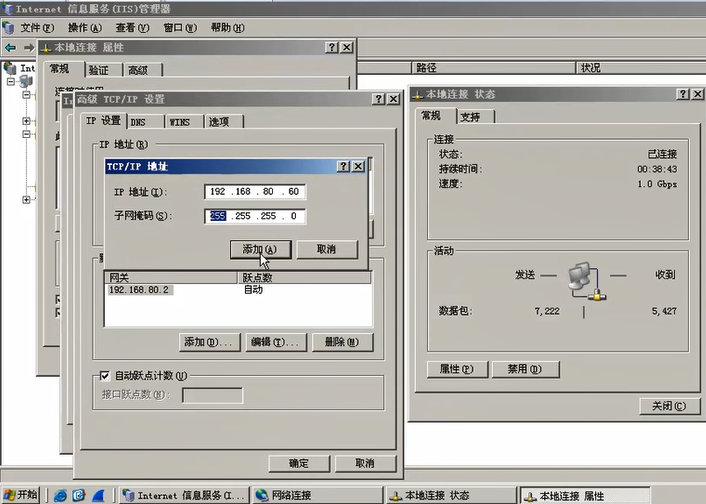 Internet 信息服务(IIS)管理器
文件(F) 操作(A) 查看(V) 窗口(W) 帮助(H)
本地连接 属性
常规 验证 高级
路径 状况
高级 TCP/IP 设置
IP 设置 DNS WINS 选项
IP 地址(R)
TCP/IP 地址
IP 地址(I): 192 .168 .80 .60
子网掩码(S): 255 .255 .255 .0
添加(A) 取消
网关 跃点数
192.168.80.2 自动
添加(D)... 编辑(T)... 删除(M)
自动跃点计数(U)
接口跃点数(N):
确定 取消
本地连接 状态
常规 支持
连接
状态: 已连接
持续时间: 00:38:43
速度: 1.0 Gbps
活动
发送 收到
数据包: 7,222 5,427
属性(P) 禁用(D)
关闭(C)
开始 Internet 信息服务(I... 网络连接 本地连接 状态 本地连接 属性